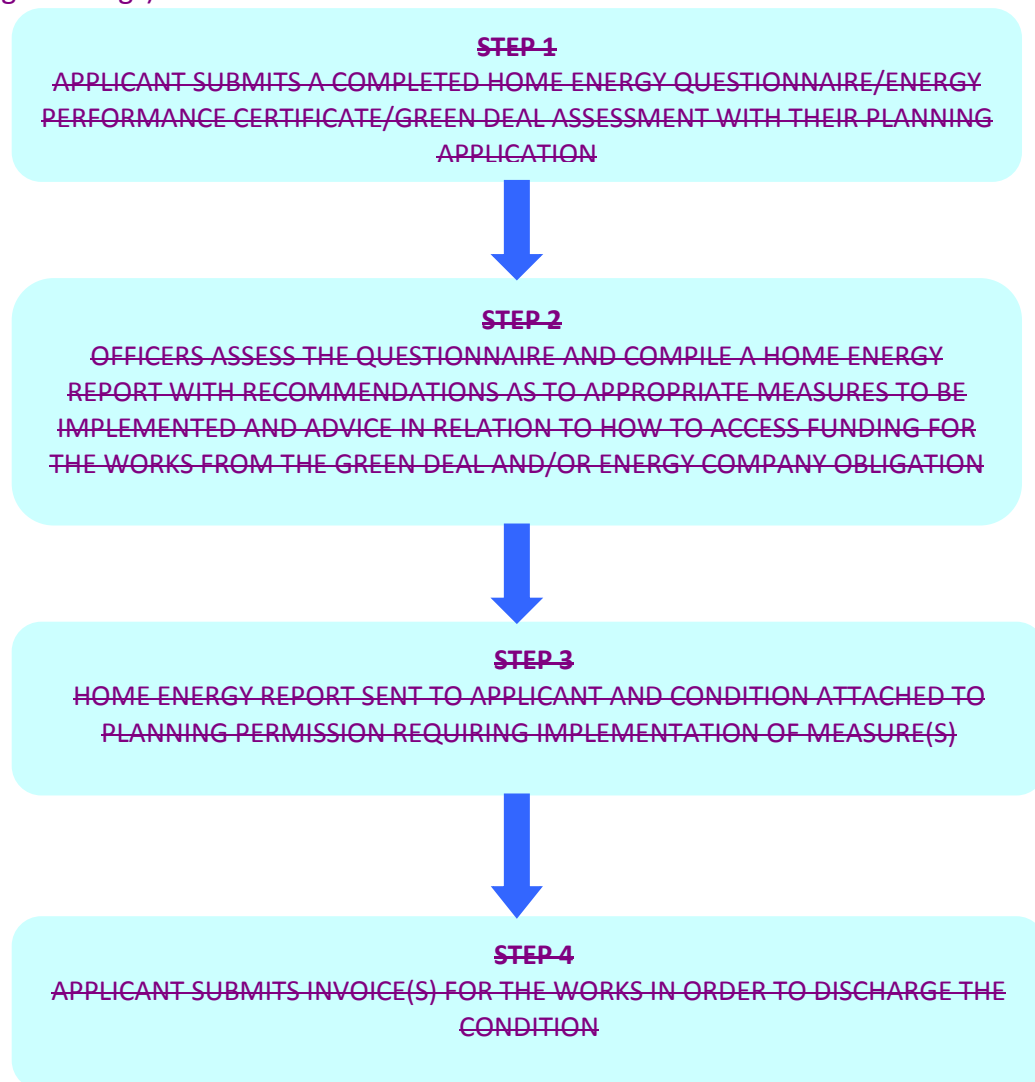 STEP 1
APPLICANT SUBMITS A COMPLETED HOME ENERGY QUESTIONNAIRE/ENERGY
PERFORMANCE CERTIFICATE/GREEN DEAL ASSESSMENT WITH THEIR PLANNING
APPLICATION
STEP 2
OFFICERS ASSESS THE QUESTIONNAIRE AND COMPILE A HOME ENERGY
REPORT WITH RECOMMENDATIONS AS TO APPROPRIATE MEASURES TO BE
IMPLEMENTED AND ADVICE IN RELATION TO HOW TO ACCESS FUNDING FOR
THE WORKS FROM THE GREEN DEAL AND/OR ENERGY COMPANY OBLIGATION
STEP 3
HOME ENERGY REPORT SENT TO APPLICANT AND CONDITION ATTACHED TO
PLANNING PERMISSION REQUIRING IMPLEMENTATION OF MEASURE(S)
STEP 4
APPLICANT SUBMITS INVOICE(S) FOR THE WORKS IN ORDER TO DISCHARGE THE
CONDITION